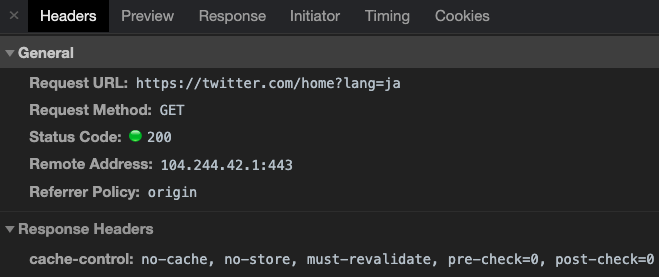 × Headers Preview Response Initiator Timing Cookies
▼ General
Request URL: https://twitter.com/home?lang=ja
Request Method: GET
Status Code: 200
Remote Address: 104.244.42.1:443
Referrer Policy: origin
▼ Response Headers
cache-control: no-cache, no-store, must-revalidate, pre-check=0, post-check=0